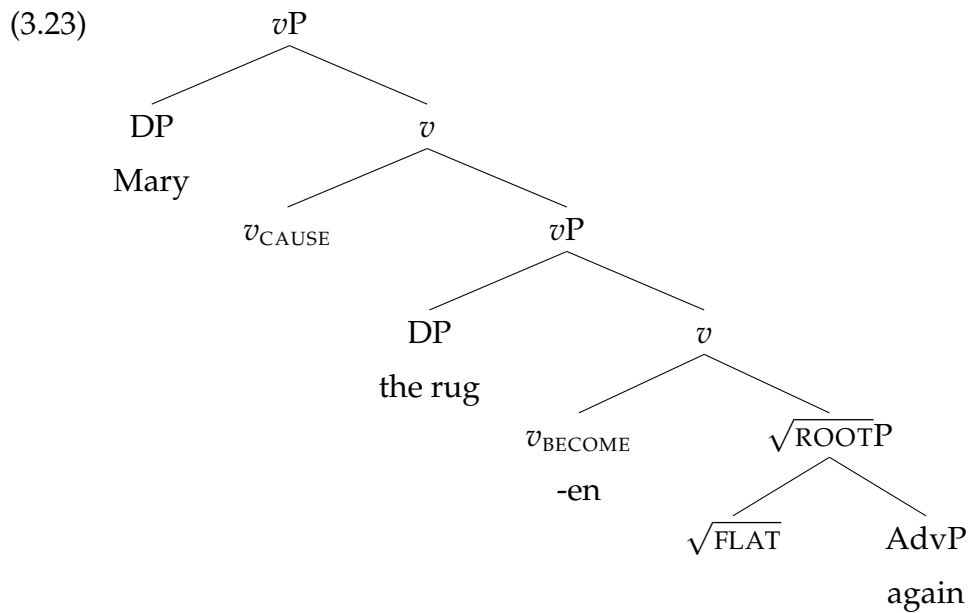 (3.23) vP
DP v
Mary
vCAUSE vP
DP v
the rug
vBECOME √ROOTP
-en
√FLAT AdvP
again